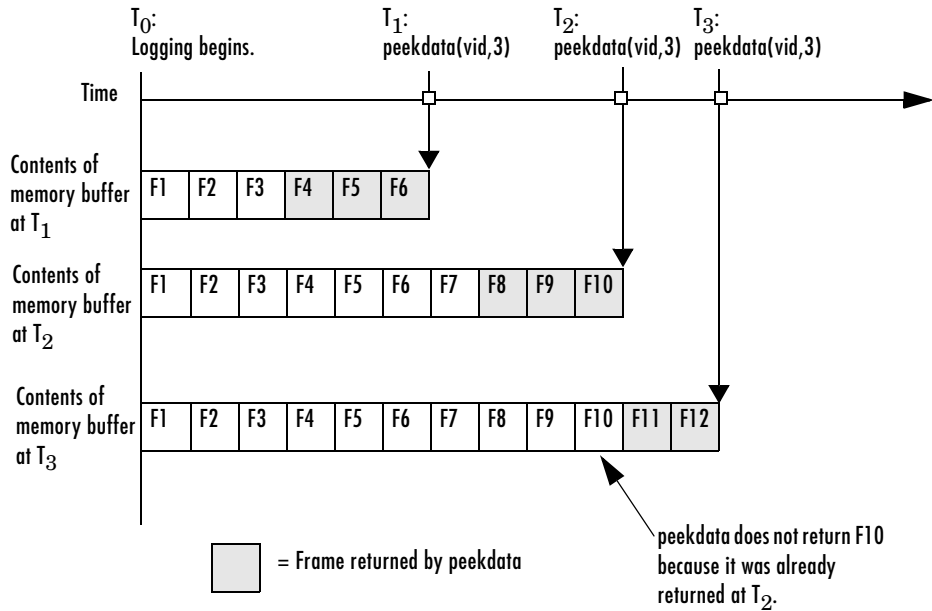 T0:
Logging begins.
T1:
peekdata(vid,3)
T2:
peekdata(vid,3)
T3:
peekdata(vid,3)
Time
Contents of
memory buffer
at T1
F1 F2 F3 F4 F5 F6
Contents of
memory buffer
at T2
F1 F2 F3 F4 F5 F6 F7 F8 F9 F10
Contents of
memory buffer
at T3
F1 F2 F3 F4 F5 F6 F7 F8 F9 F10 F11 F12
= Frame returned by peekdata
peekdata does not return F10
because it was already
returned at T2.